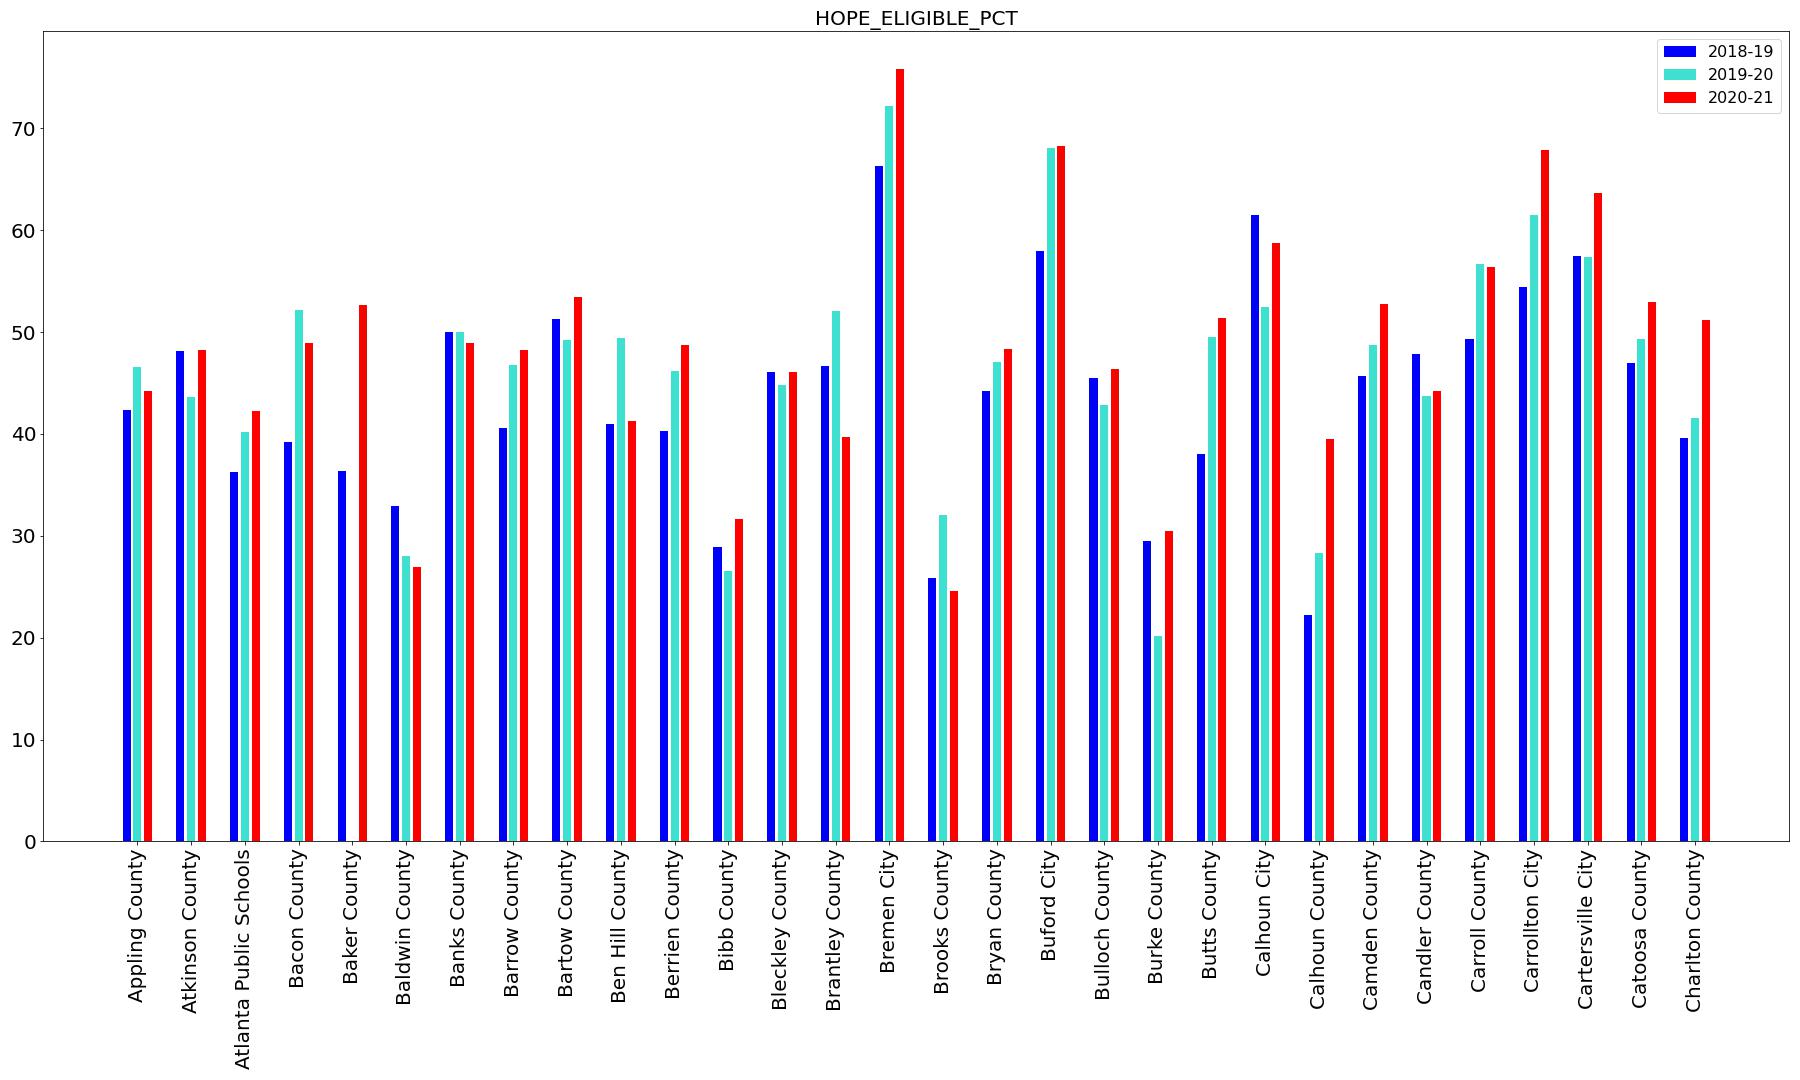 HOPE_ELIGIBLE_PCT
2018-19
2019-20
2020-21
70
60
50
40
30
20
10
0
Appling County
Atkinson County
Atlanta Public Schools
Bacon County
Baker County
Baldwin County
Banks County
Barrow County
Bartow County
Ben Hill County
Berrien County
Bibb County
Bleckley County
Brantley County
Bremen City
Brooks County
Bryan County
Buford City
Bulloch County
Burke County
Butts County
Calhoun City
Calhoun County
Camden County
Candler County
Carroll County
Carrollton City
Cartersville City
Catoosa County
Charlton County